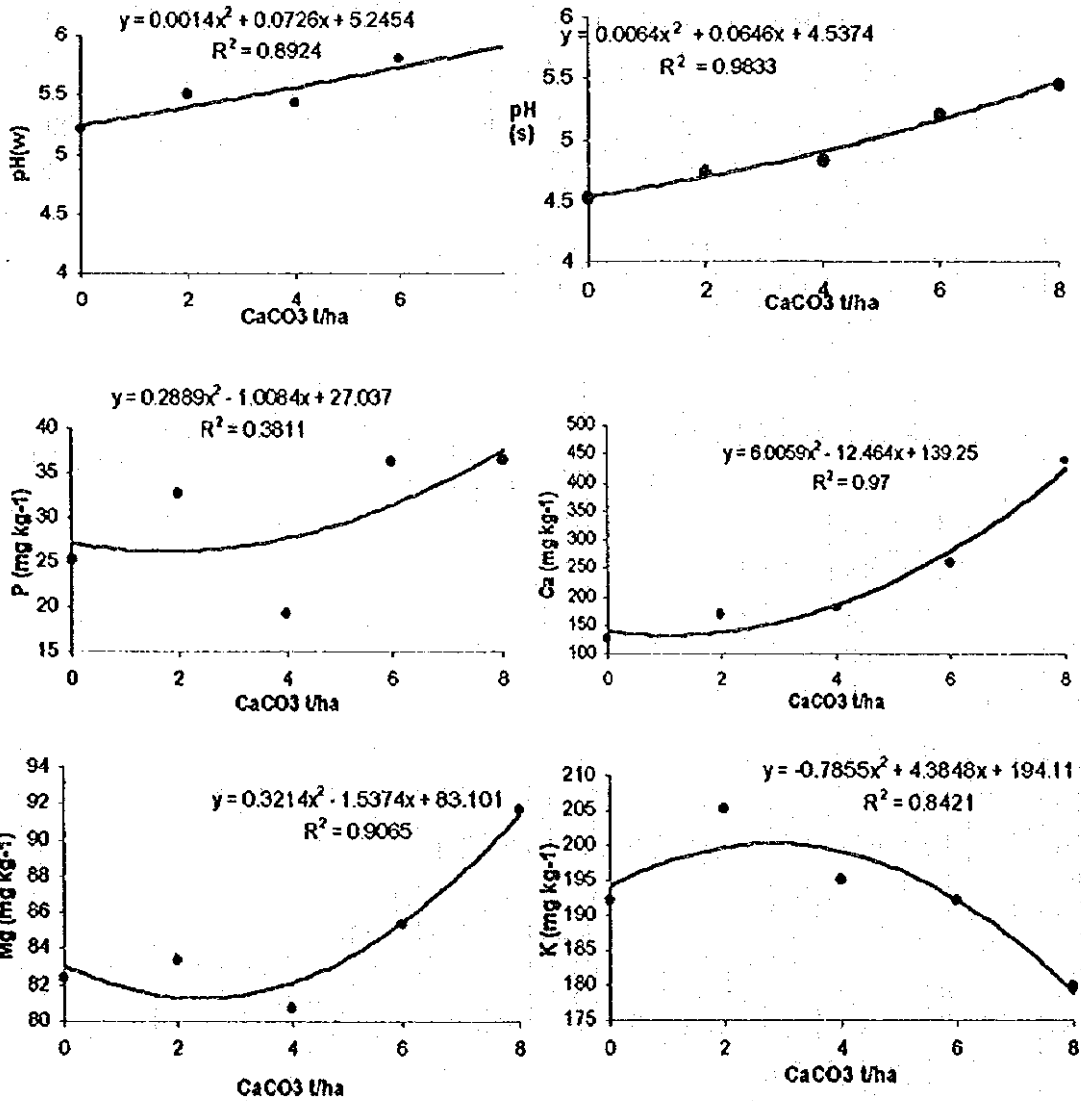 y = 0.0014x² + 0.0726x + 5.2454
R² = 0.8924
6
5.5
5
4.5
4
pH(w)
0 2 4 6
CaCO3 t/ha
y = 0.0064x² + 0.0646x + 4.5374
R² = 0.9833
6
5.5
5
4.5
4
pH
(s)
0 2 4 6 8
CaCO3 t/ha
y = 0.2889x² - 1.0084x + 27.037
R² = 0.3811
40
35
30
25
20
15
P (mg kg-1)
0 2 4 6 8
CaCO3 t/ha
y = 6.0059x² - 12.464x + 139.25
R² = 0.97
500
450
400
350
300
250
200
150
100
Ca (mg kg-1)
0 2 4 6 8
CaCO3 t/ha
y = 0.3214x² - 1.5374x + 83.101
R² = 0.9065
94
92
90
88
86
84
82
80
Mg (mg kg-1)
0 2 4 6 8
CaCO3 t/ha
y = -0.7855x² + 4.3848x + 194.11
R² = 0.8421
210
205
200
195
190
185
180
175
K (mg kg-1)
0 2 4 6 8
CaCO3 t/ha